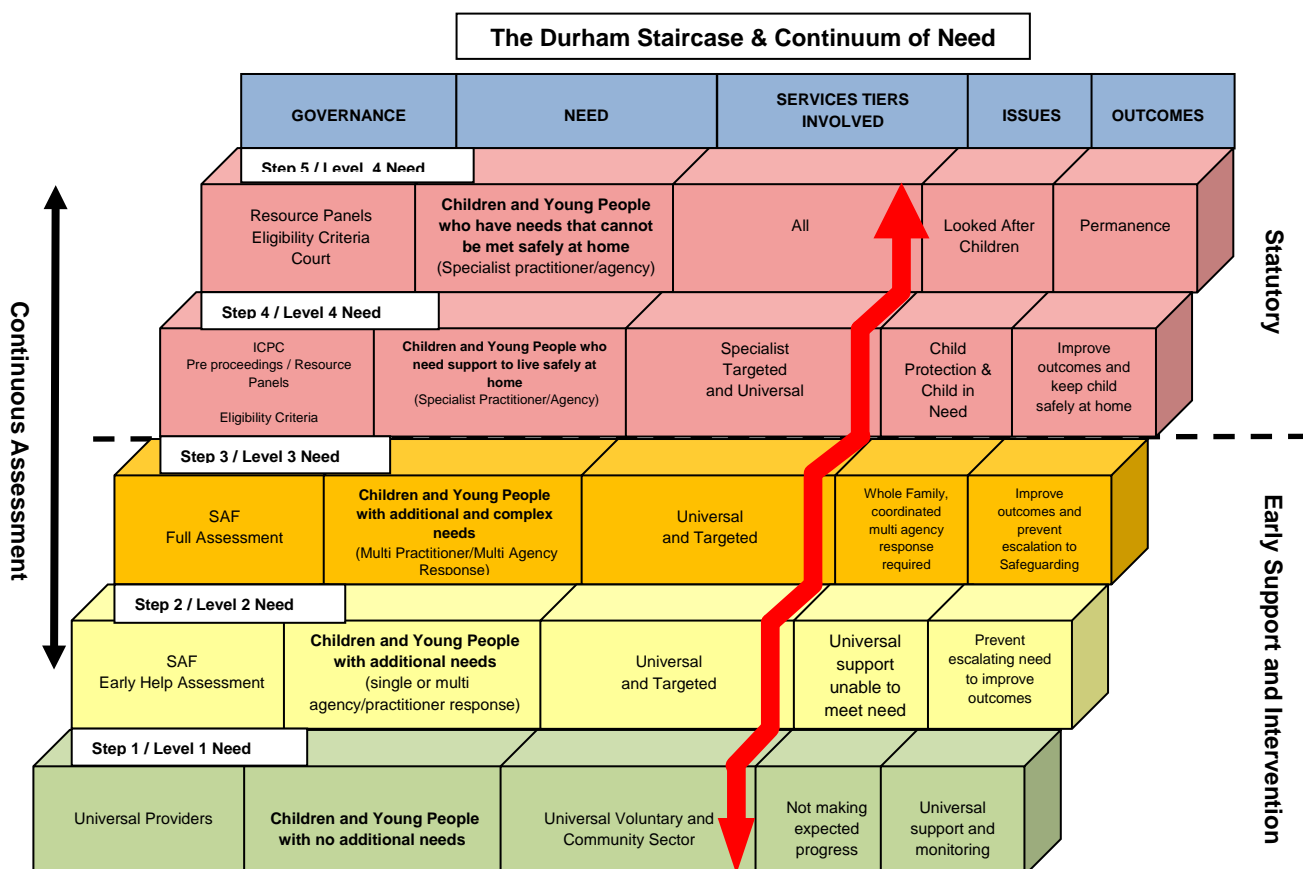 The Durham Staircase & Continuum of Need
GOVERNANCE
NEED
SERVICES TIERS
INVOLVED
ISSUES
OUTCOMES
Step 5 / Level 4 Need
Resource Panels
Eligibility Criteria
Court
Children and Young People
who have needs that cannot
be met safely at home
(Specialist practitioner/agency)
All
Looked After
Children
Permanence
Step 4 / Level 4 Need
ICPC
Pre proceedings / Resource
Panels
Eligibility Criteria
Children and Young People who
need support to live safely at
home
(Specialist Practitioner/Agency)
Specialist
Targeted
and Universal
Child
Protection &
Child in
Need
Improve
outcomes and
keep child
safely at home
Step 3 / Level 3 Need
SAF
Full Assessment
Children and Young People
with additional and complex
needs
(Multi Practitioner/Multi Agency
Response)
Universal
and Targeted
Whole Family,
coordinated
multi agency
response
required
Improve
outcomes and
prevent
escalation to
Safeguarding
Step 2 / Level 2 Need
SAF
Early Help Assessment
Children and Young People
with additional needs
(single or multi
agency/practitioner response)
Universal
and Targeted
Universal
support
unable to
meet need
Prevent
escalating need
to improve
outcomes
Step 1 / Level 1 Need
Universal Providers
Children and Young People
with no additional needs
Universal Voluntary and
Community Sector
Not making
expected
progress
Universal
support and
monitoring
Continuous Assessment
Statutory
Early Support and Intervention